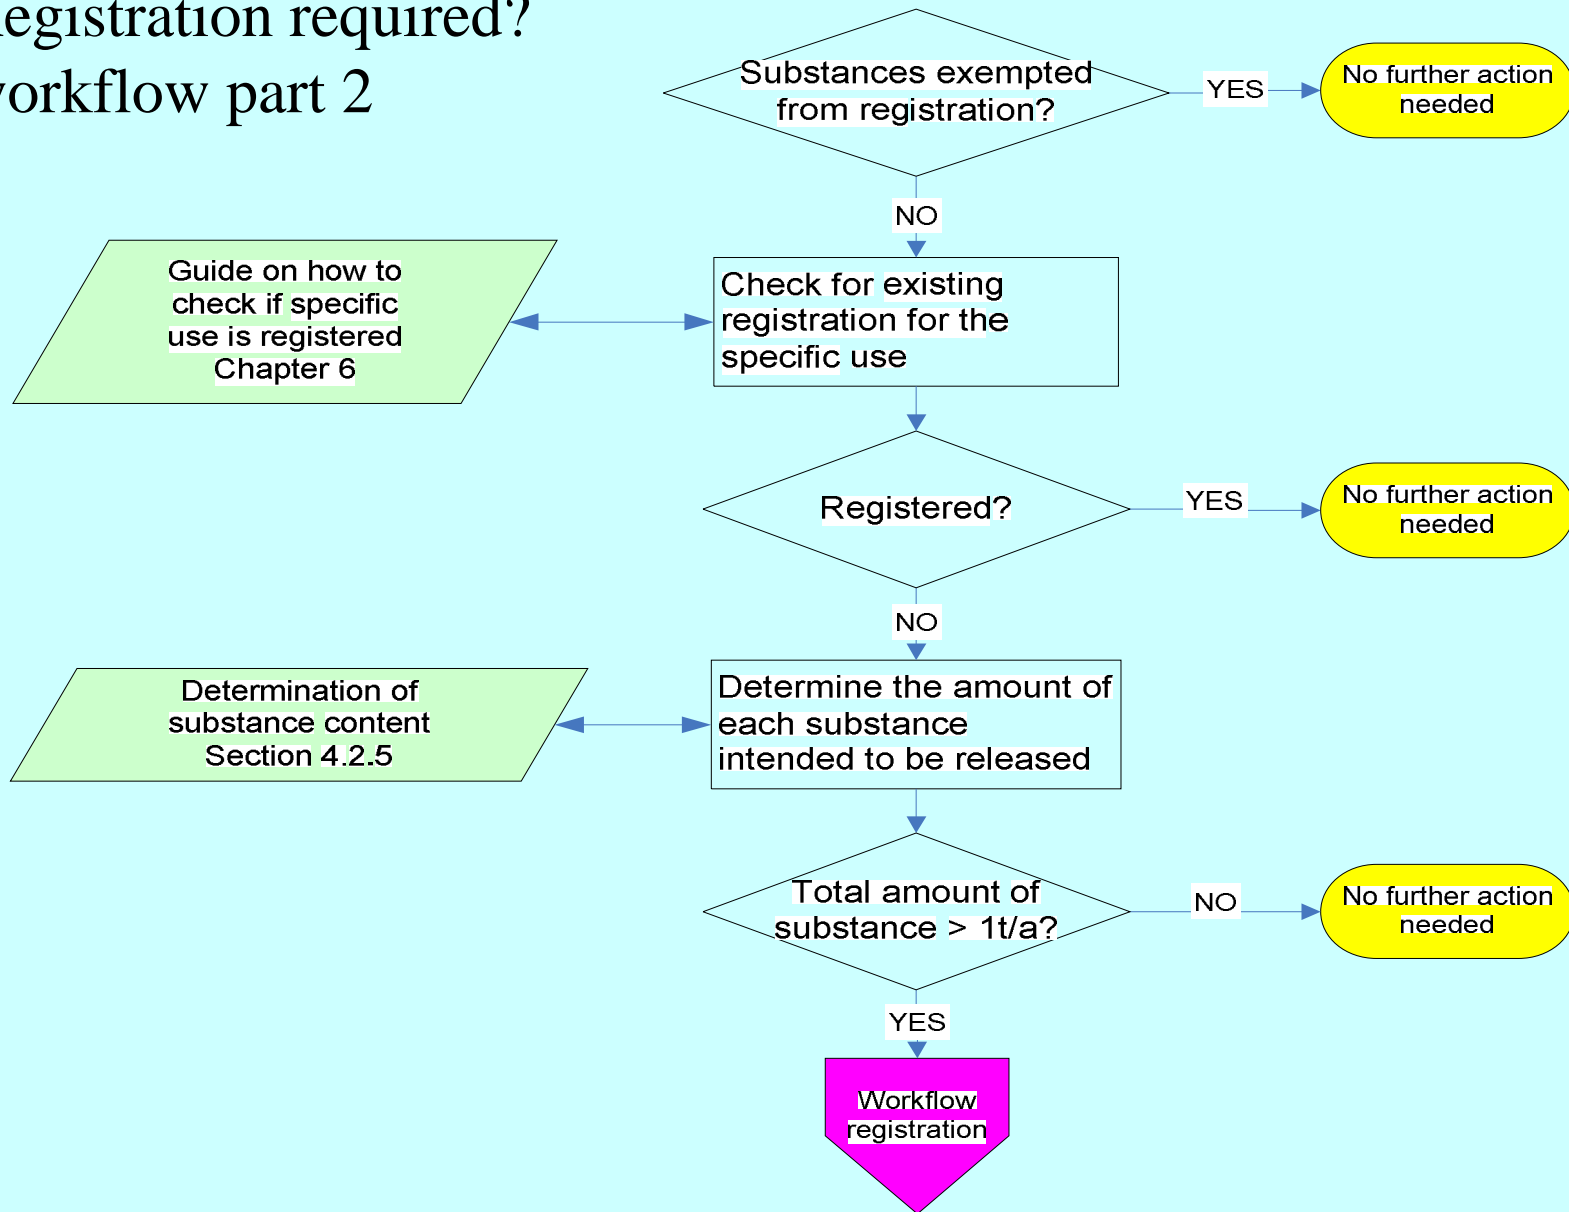 egistration required?
workflow part 2
Substances exempted
from registration?
YES
No further action
needed
NO
Guide on how to
check if specific
use is registered
Chapter 6
Check for existing
registration for the
specific use
Registered?
YES
No further action
needed
NO
Determination of
substance content
Section 4.2.5
Determine the amount of
each substance
intended to be released
Total amount of
substance > 1t/a?
NO
No further action
needed
YES
Workflow
registration